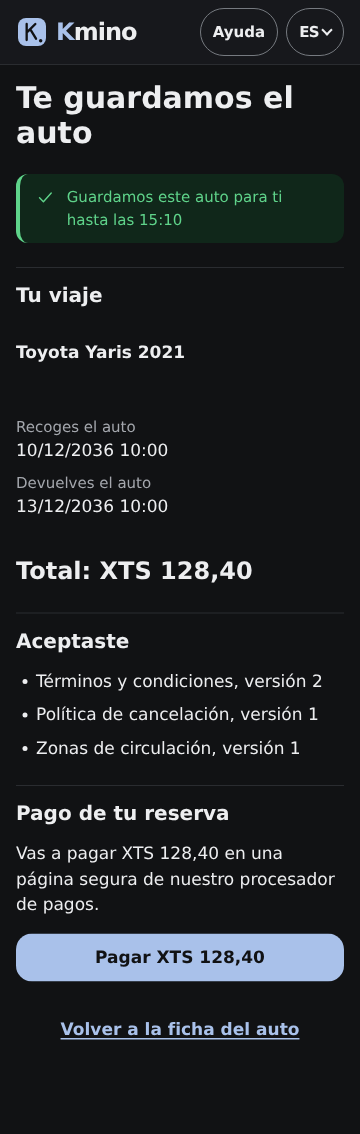 K. Kmino
Ayuda
ES
Te guardamos el
auto
Guardamos este auto para ti
hasta las 15:10
Tu viaje
Toyota Yaris 2021
Recoges el auto
10/12/2036 10:00
Devuelves el auto
13/12/2036 10:00
Total: XTS 128,40
Aceptaste
• Términos y condiciones, versión 2
• Política de cancelación, versión 1
• Zonas de circulación, versión 1
Pago de tu reserva
Vas a pagar XTS 128,40 en una
página segura de nuestro procesador
de pagos.
Pagar XTS 128,40
Volver a la ficha del auto